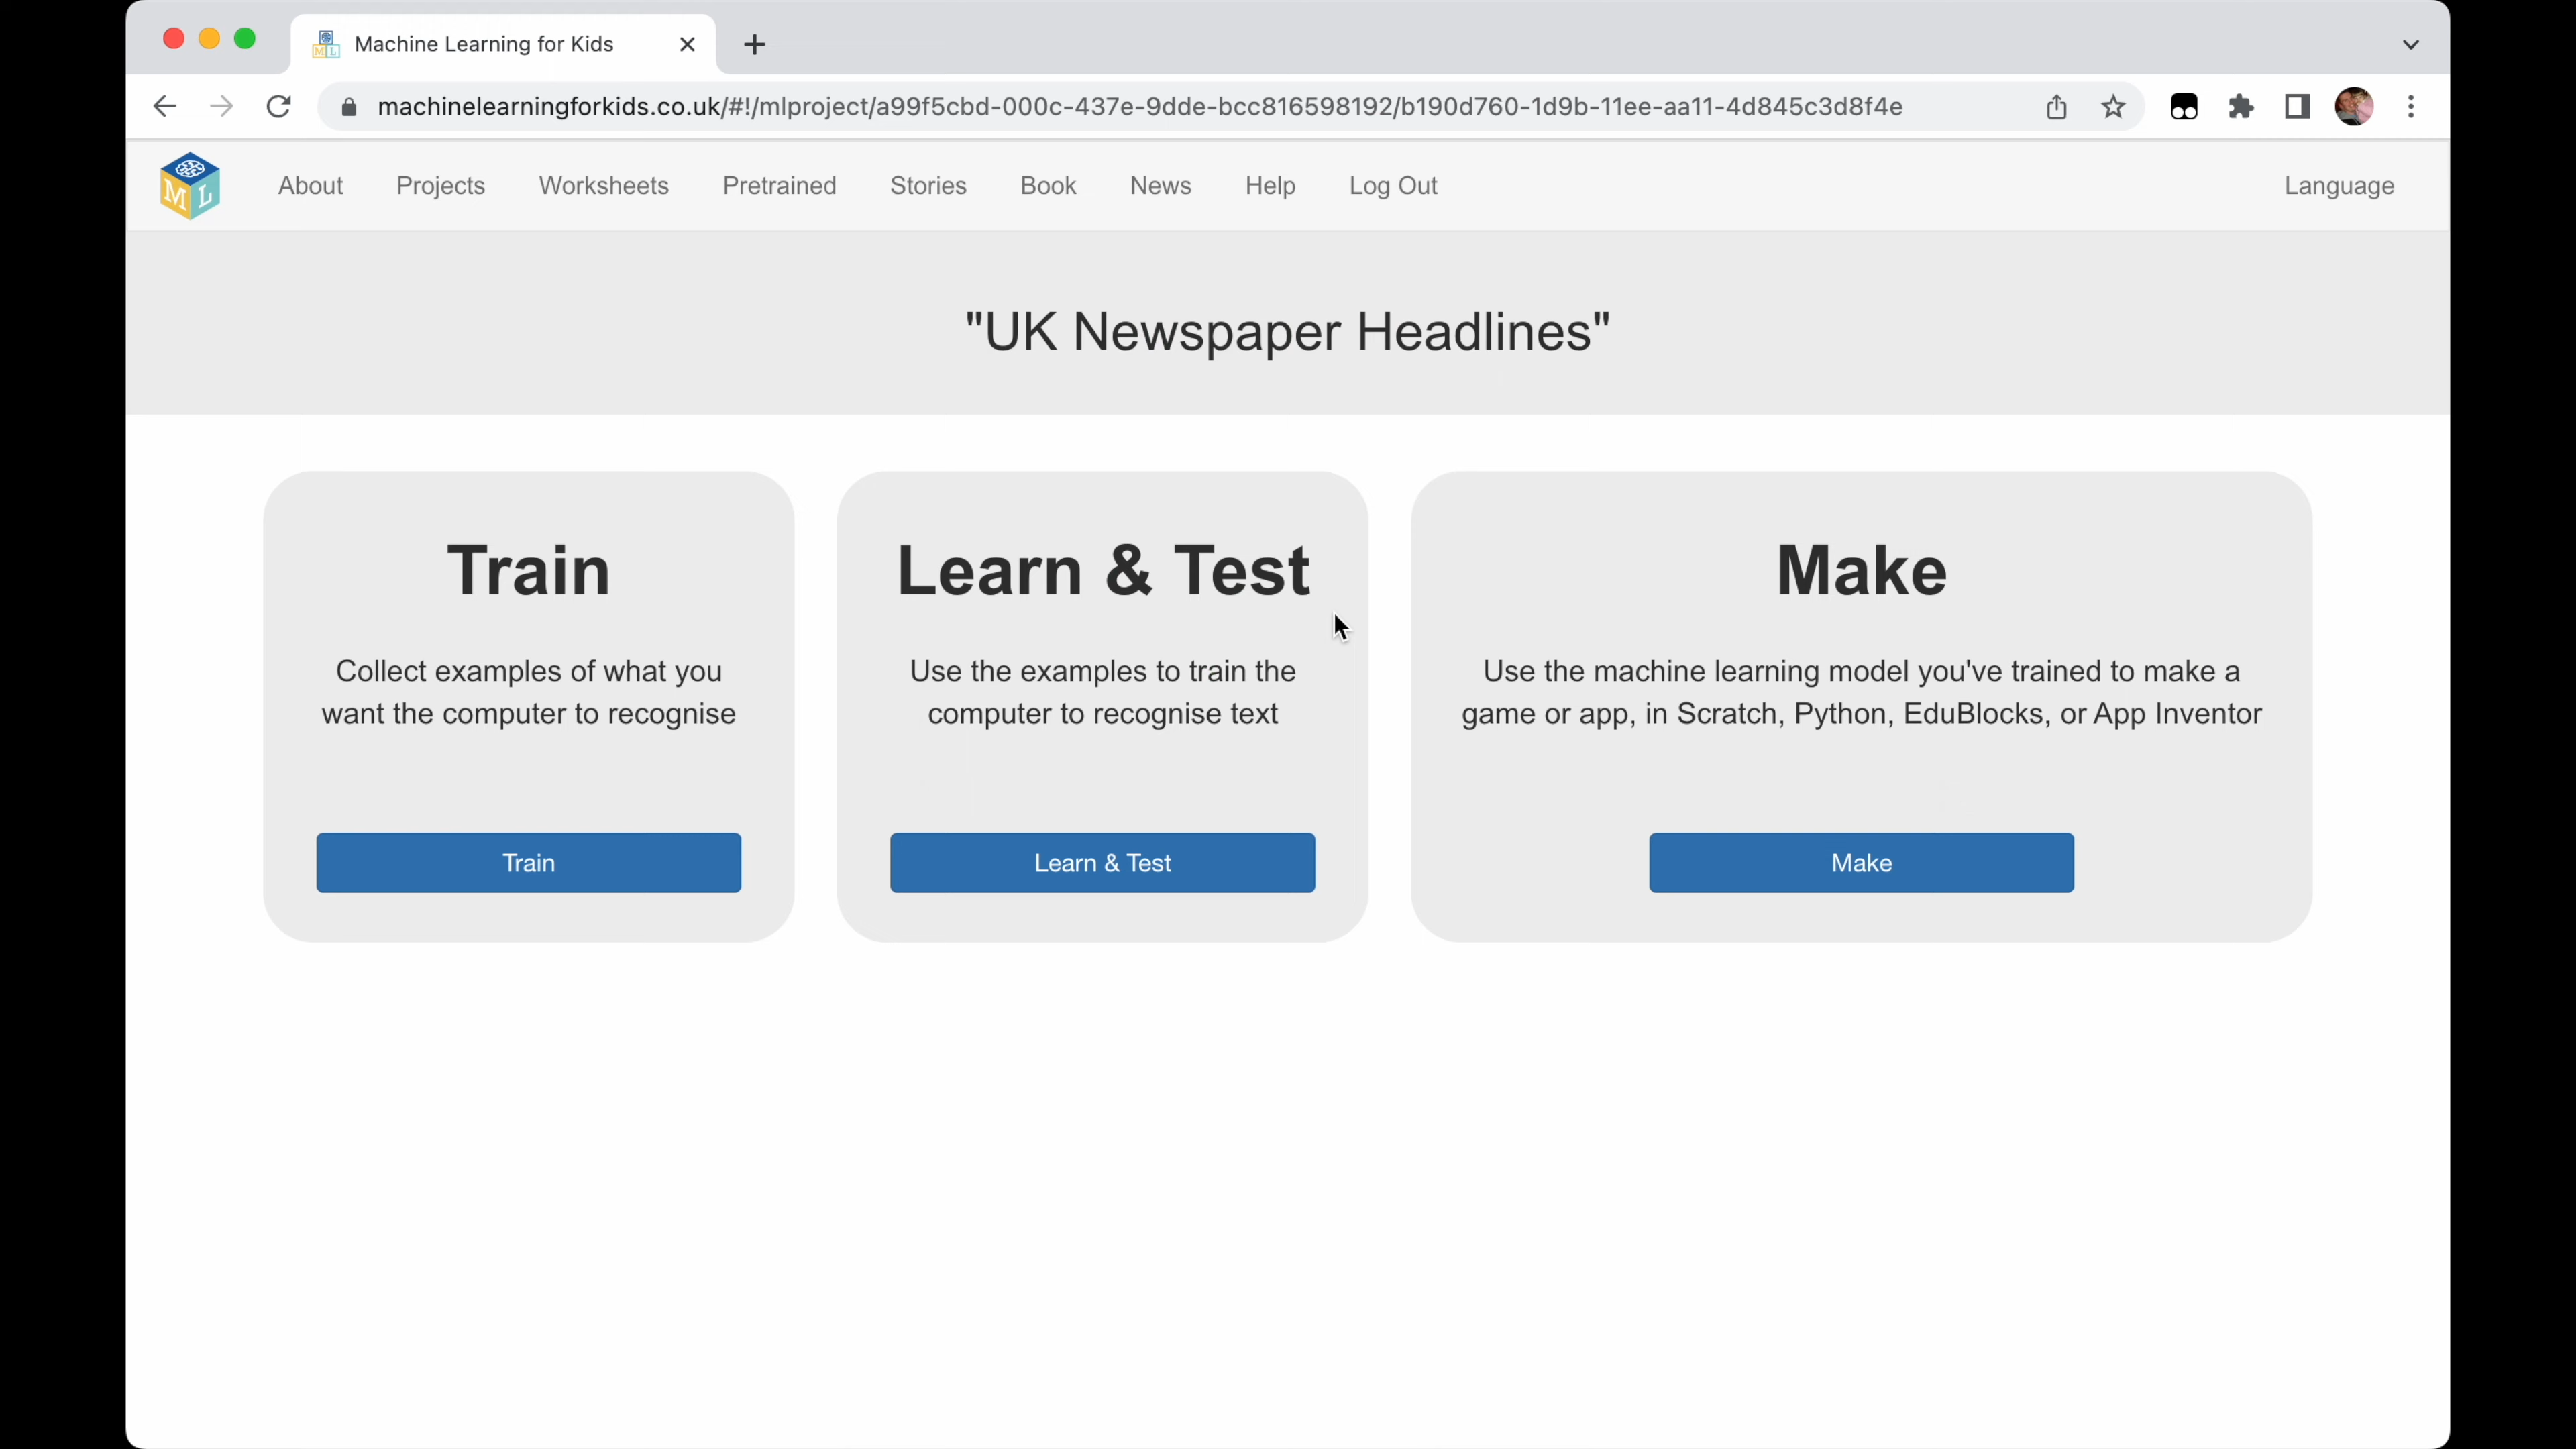 Machine Learning for Kids
machinelearningforkids.co.uk/#!/mlproject/a99f5cbd-000c-437e-9dde-bcc816598192/b190d760-1d9b-11ee-aa11-4d845c3d8f4e
ML
About Projects Worksheets Pretrained Stories Book News Help Log Out Language
"UK Newspaper Headlines"
Train
Collect examples of what you
want the computer to recognise
Train
Learn & Test
Use the examples to train the
computer to recognise text
Learn & Test
Make
Use the machine learning model you've trained to make a
game or app, in Scratch, Python, EduBlocks, or App Inventor
Make